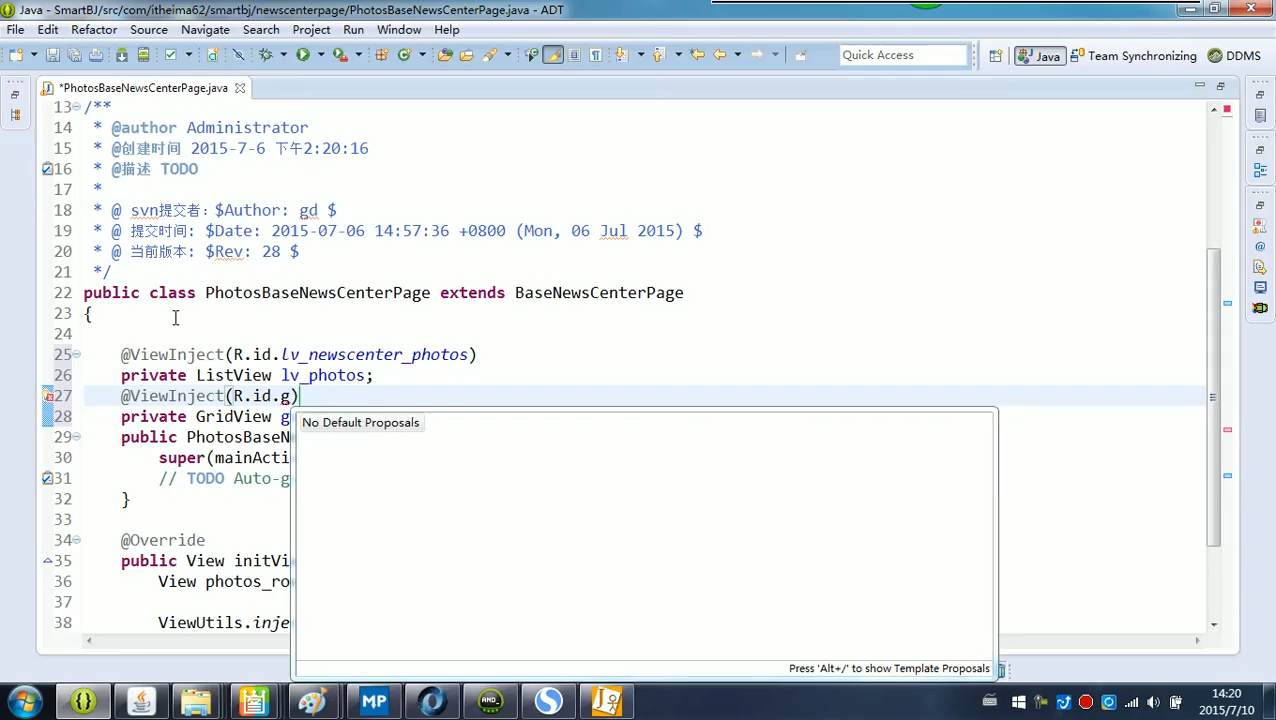 Java - SmartBJ/src/com/itheima62/smartbj/newscenterpage/PhotosBaseNewsCenterPage.java - ADT
File Edit Refactor Source Navigate Search Project Run Window Help
Quick Access Java Team Synchronizing DDMS
*PhotosBaseNewsCenterPage.java
13 /**
14 * @author Administrator
15 * @创建时间 2015-7-6 下午2:20:16
16 * @描述 TODO
17 *
18 * @ svn提交者：$Author: gd $
19 * @ 提交时间: $Date: 2015-07-06 14:57:36 +0800 (Mon, 06 Jul 2015) $
20 * @ 当前版本: $Rev: 28 $
21 */
22 public class PhotosBaseNewsCenterPage extends BaseNewsCenterPage
23 {
24
25 @ViewInject(R.id.lv_newscenter_photos)
26 private ListView lv_photos;
27 @ViewInject(R.id.g)
28 private GridView g
No Default Proposals
29 public PhotosBaseN
30 super(mainActi
31 // TODO Auto-g
32 }
33
34 @Override
35 public View initVi
36 View photos_ro
37
38 ViewUtils.inje
Press 'Alt+/' to show Template Proposals
MP AND_
14:20
2015/7/10